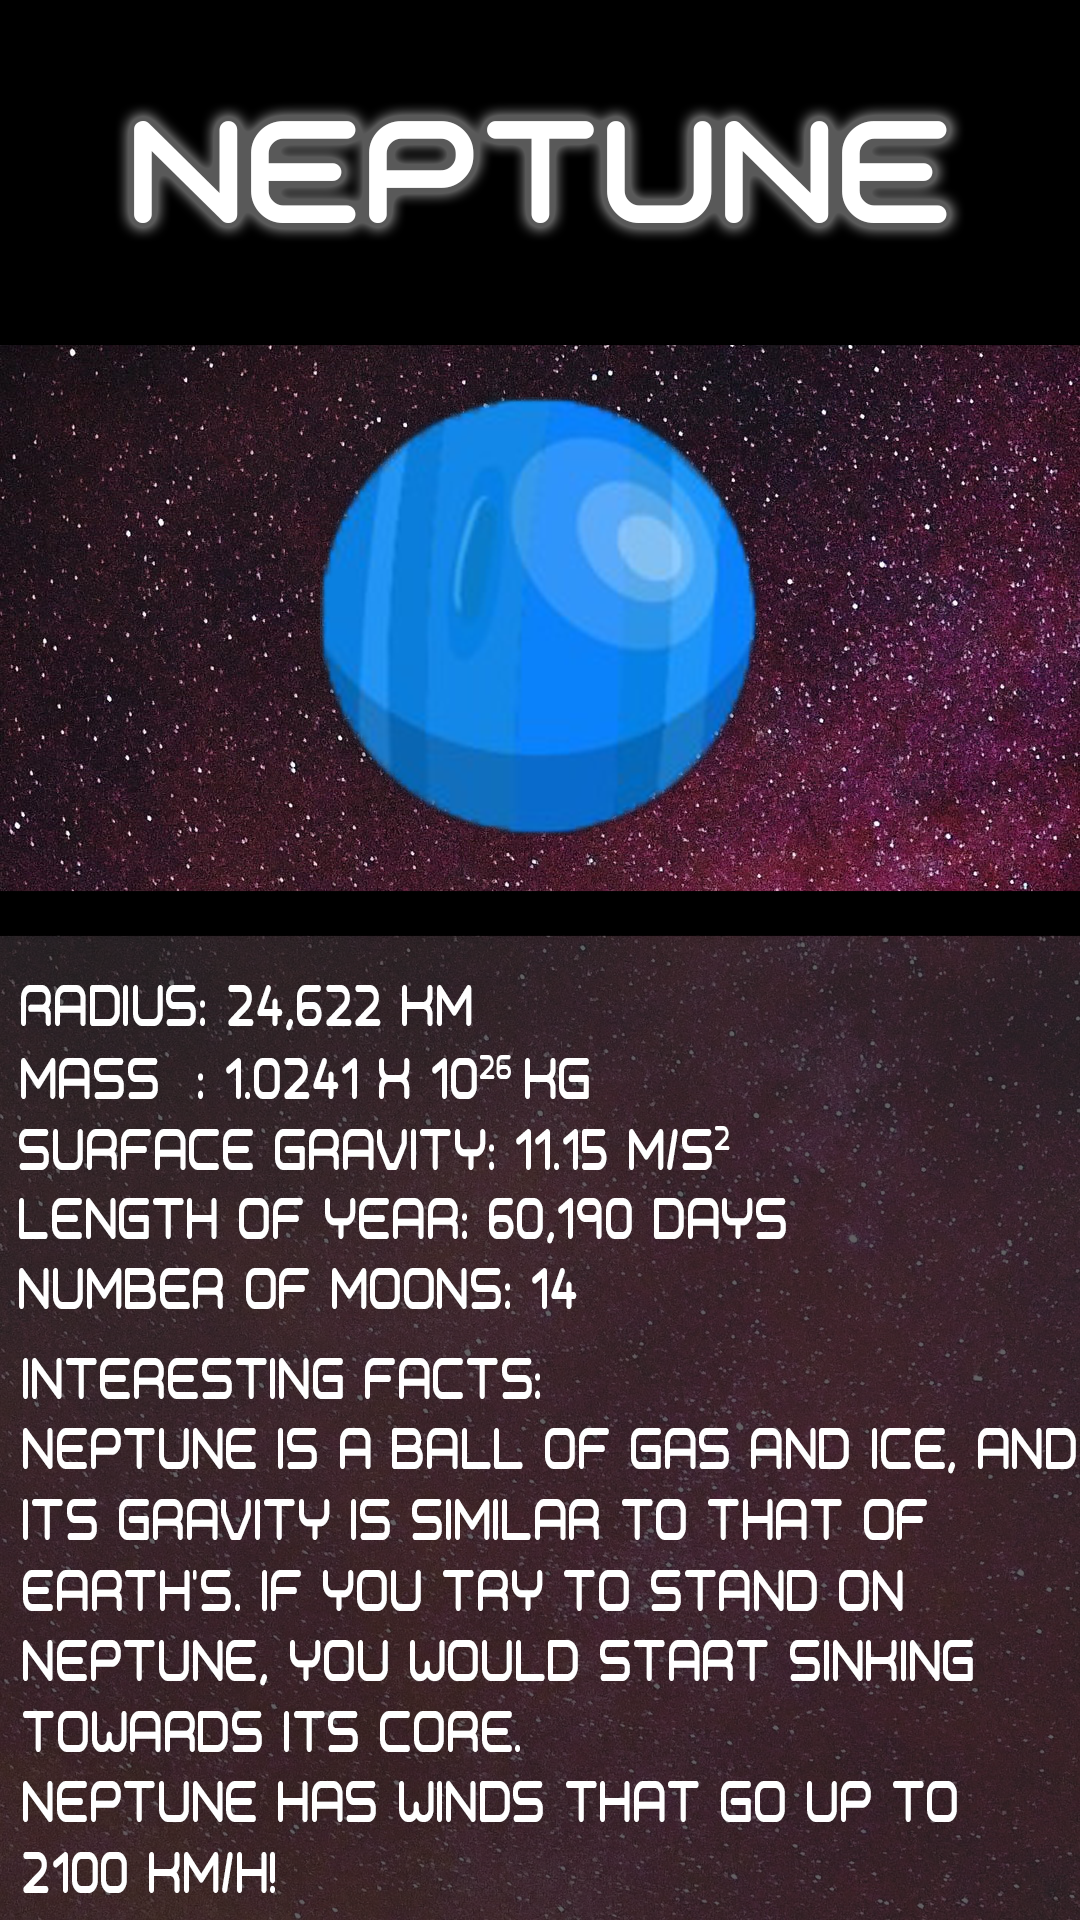 NEPTUNE
RADIUS: 24,622 KM
MASS : 1.0241 X 10²⁶ KG
SURFACE GRAVITY: 11.15 M/S²
LENGTH OF YEAR: 60,190 DAYS
NUMBER OF MOONS: 14
INTERESTING FACTS:
NEPTUNE IS A BALL OF GAS AND ICE, AND
ITS GRAVITY IS SIMILAR TO THAT OF
EARTH'S. IF YOU TRY TO STAND ON
NEPTUNE, YOU WOULD START SINKING
TOWARDS ITS CORE.
NEPTUNE HAS WINDS THAT GO UP TO
2100 KM/H!